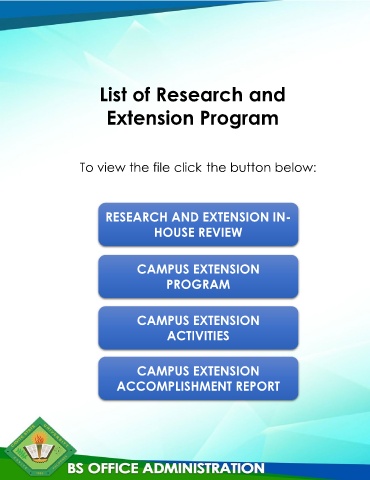 List of Research and
Extension Program
To view the file click the button below:
RESEARCH AND EXTENSION IN-
HOUSE REVIEW
CAMPUS EXTENSION
PROGRAM
CAMPUS EXTENSION
ACTIVITIES
CAMPUS EXTENSION
ACCOMPLISHMENT REPORT
BS OFFICE ADMINISTRATION